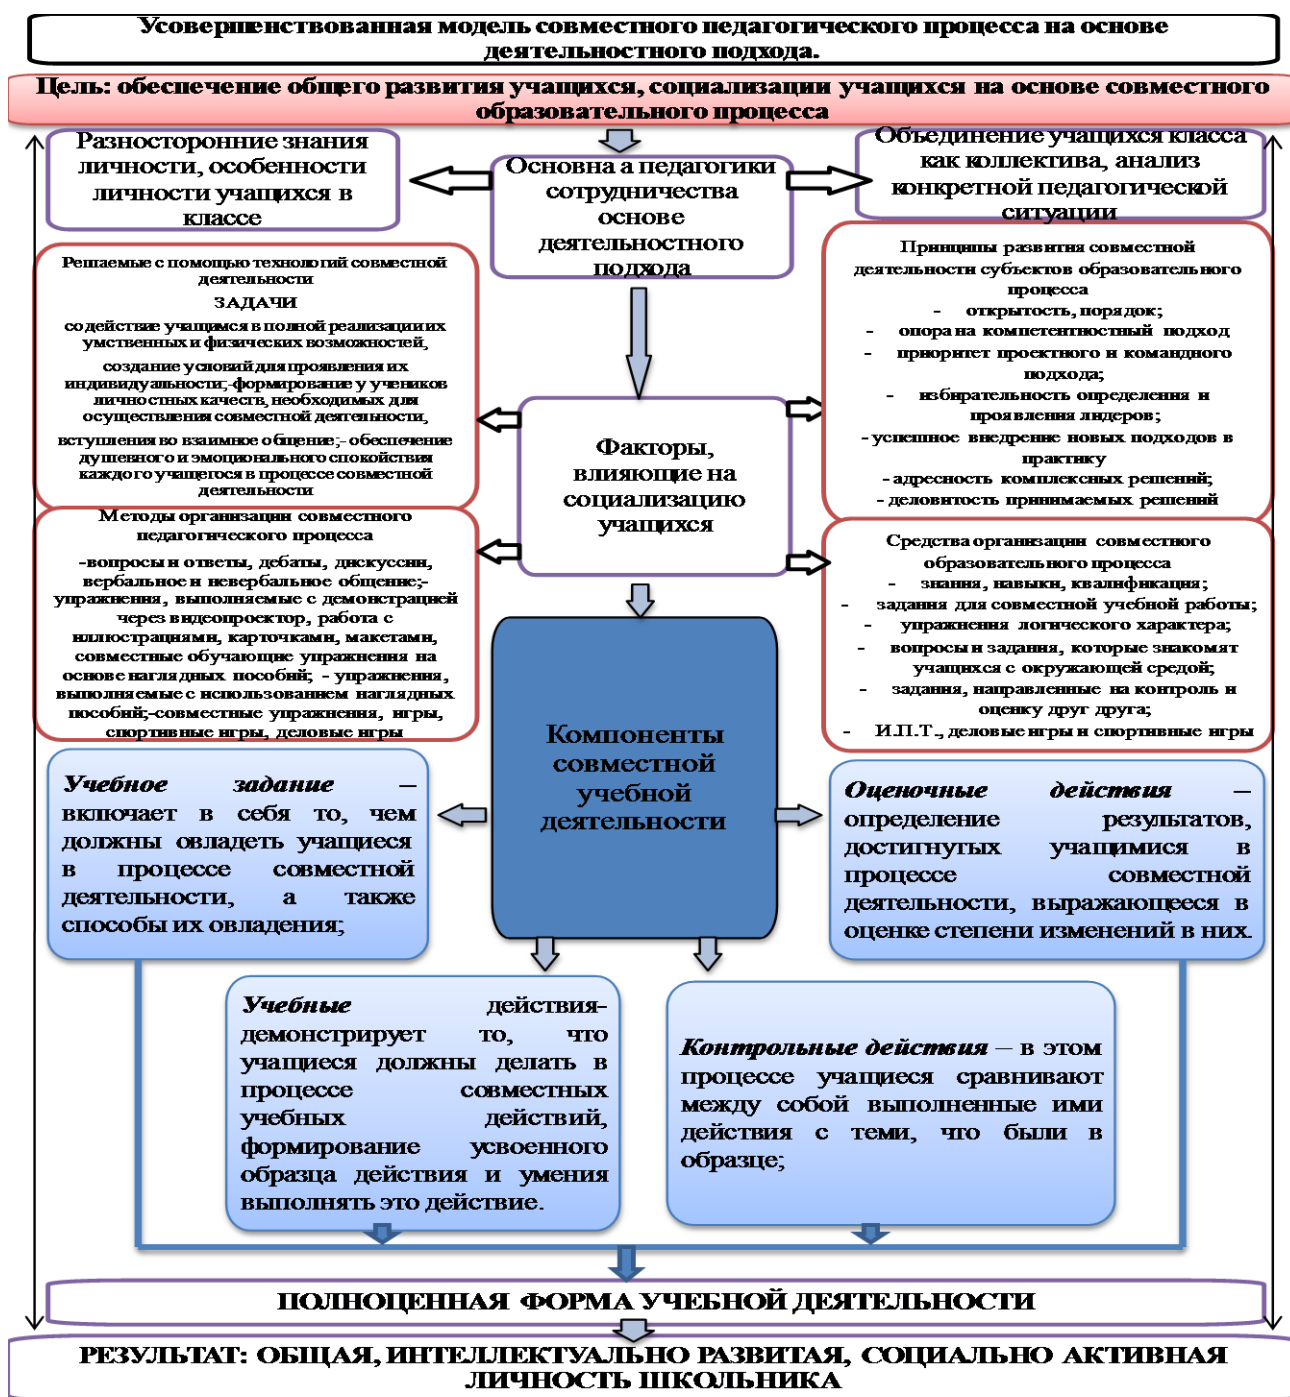 Усовершенствованная модель совместного педагогического процесса на основе
деятельностного подхода.
Цель: обеспечение общего развития учащихся, социализации учащихся на основе совместного
образовательного процесса
Разносторонние знания
личности, особенности
личности учащихся в
классе
Основна а педагогики
сотрудничества
основе
деятельностного
подхода
Объединение учащихся класса
как коллектива, анализ
конкретной педагогической
ситуации
Решаемые с помощью технологий совместной
деятельности
ЗАДАЧИ
содействие учащимся в полной реализации их
умственных и физических возможностей,
создание условий для проявления их
индивидуальности;-формирование у учеников
личностных качеств, необходимых для
осуществления совместной деятельности,
вступления во взаимное общение;- обеспечение
душевного и эмоционального спокойствия
каждого учащегося в процессе совместной
деятельности
Принципы развития совместной
деятельности субъектов образовательного
процесса
- открытость, порядок;
- опора на компетентностный подход
- приоритет проектного и командного
подхода;
- избирательность определения и
проявления лидеров;
- успешное внедрение новых подходов в
практику
- адресность комплексных решений;
- деловитость принимаемых решений
Факторы,
влияющие на
социализацию
учащихся
Методы организации совместного
педагогического процесса
-вопросы и ответы, дебаты, дискуссии,
вербальное и невербальное общение;-
упражнения, выполняемые с демонстрацией
через видеопроектор, работа с
иллюстрациями, карточками, макетами,
совместные обучающие упражнения на
основе наглядных пособий; - упражнения,
выполняемые с использованием наглядных
пособий;-совместные упражнения, игры,
спортивные игры, деловые игры
Средства организации совместного
образовательного процесса
- знания, навыки, квалификация;
- задания для совместной учебной работы;
- упражнения логического характера;
- вопросы и задания, которые знакомят
учащихся с окружающей средой;
- задания, направленные на контроль и
оценку друг друга;
- И.П.Т., деловые игры и спортивные игры
Компоненты
совместной
учебной
деятельности
Учебное задание –
включает в себя то, чем
должны овладеть учащиеся
в процессе совместной
деятельности, а также
способы их овладения;
Оценочные действия –
определение результатов,
достигнутых учащимися в
процессе совместной
деятельности, выражающееся в
оценке степени изменений в них.
Учебные действия-
демонстрирует то, что
учащиеся должны делать в
процессе совместных
учебных действий,
формирование усвоенного
образца действия и умения
выполнять это действие.
Контрольные действия – в этом
процессе учащиеся сравнивают
между собой выполненные ими
действия с теми, что были в
образце;
ПОЛНОЦЕННАЯ ФОРМА УЧЕБНОЙ ДЕЯТЕЛЬНОСТИ
РЕЗУЛЬТАТ: ОБЩАЯ, ИНТЕЛЛЕКТУАЛЬНО РАЗВИТАЯ, СОЦИАЛЬНО АКТИВНАЯ
ЛИЧНОСТЬ ШКОЛЬНИКА